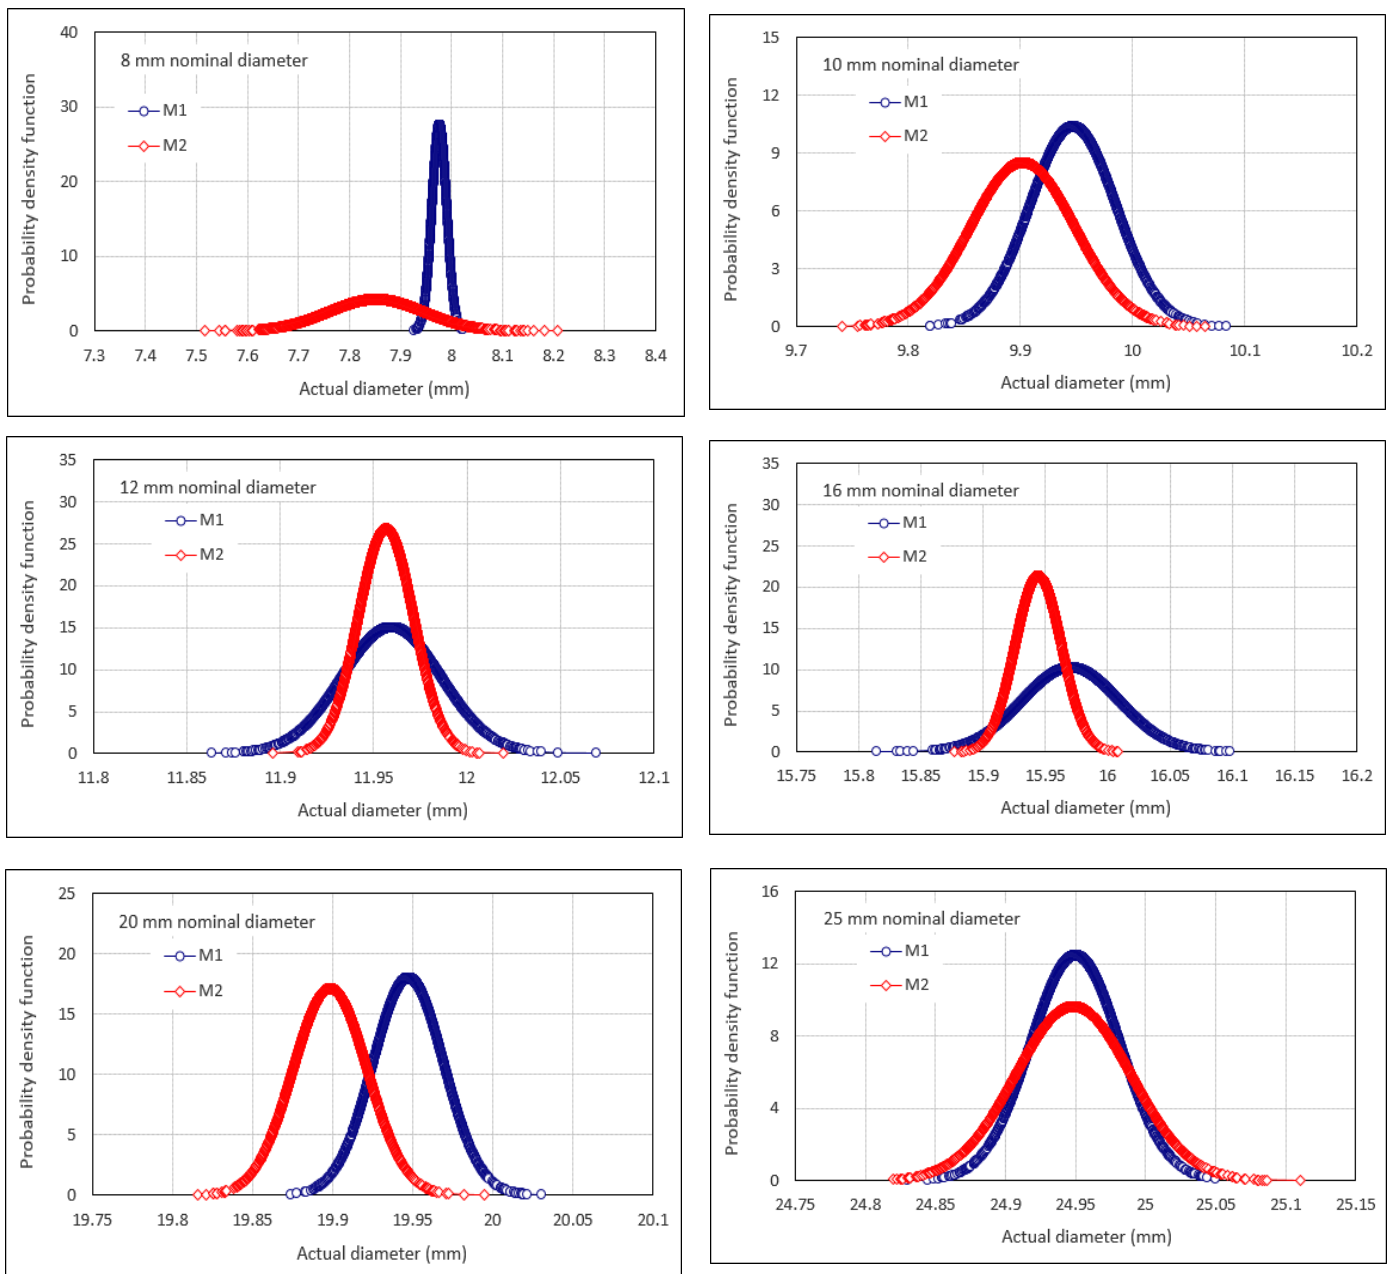 8 mm nominal diameter
M1
M2
Probability density function
40
30
20
10
0
7.3 7.4 7.5 7.6 7.7 7.8 7.9 8 8.1 8.2 8.3 8.4
Actual diameter (mm)
10 mm nominal diameter
M1
M2
Probability density function
15
12
9
6
3
0
9.7 9.8 9.9 10 10.1 10.2
Actual diameter (mm)
12 mm nominal diameter
M1
M2
Probability density function
35
30
25
20
15
10
5
0
11.8 11.85 11.9 11.95 12 12.05 12.1
Actual diameter (mm)
16 mm nominal diameter
M1
M2
Probability density function
35
30
25
20
15
10
5
0
15.75 15.8 15.85 15.9 15.95 16 16.05 16.1 16.15 16.2
Actual diameter (mm)
20 mm nominal diameter
M1
M2
Probability density function
25
20
15
10
5
0
19.75 19.8 19.85 19.9 19.95 20 20.05 20.1
Actual diameter (mm)
25 mm nominal diameter
M1
M2
Probability density function
16
12
8
4
0
24.75 24.8 24.85 24.9 24.95 25 25.05 25.1 25.15
Actual diameter (mm)